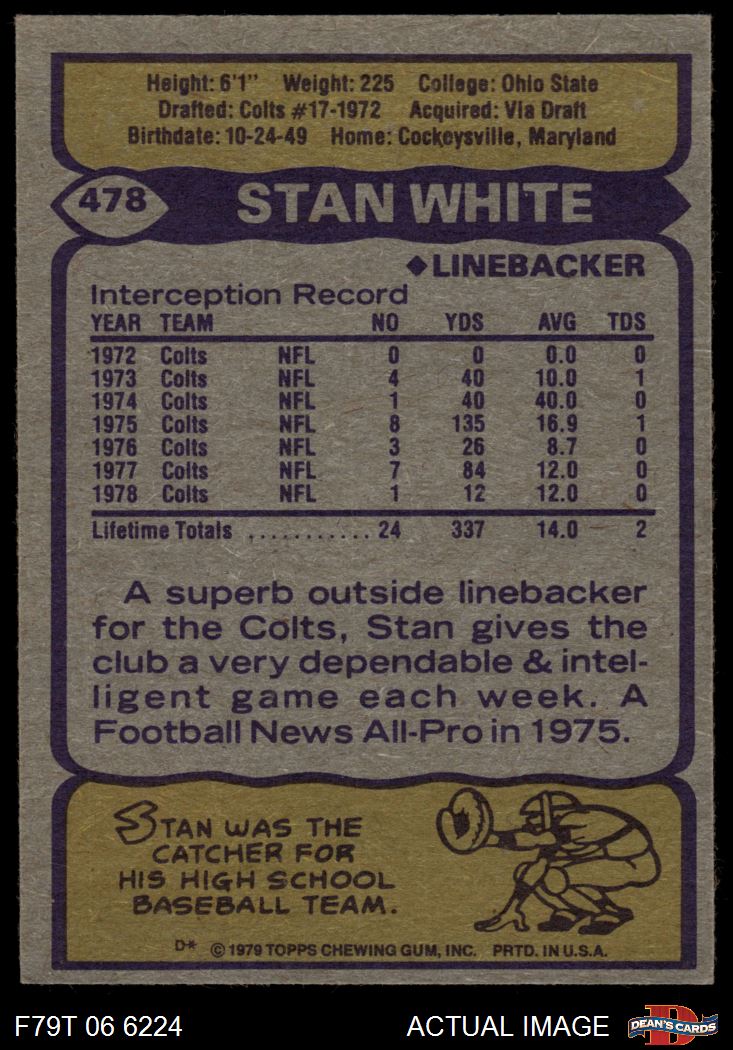 Height: 6'1" Weight: 225 College: Ohio State
Drafted: Colts #17-1972 Acquired: Via Draft
Birthdate: 10-24-49 Home: Cockeysville, Maryland
478 STAN WHITE
◆LINEBACKER
Interception Record
YEAR TEAM NO YDS AVG TDS
1972 Colts NFL 0 0 0.0 0
1973 Colts NFL 4 40 10.0 1
1974 Colts NFL 1 40 40.0 0
1975 Colts NFL 8 135 16.9 1
1976 Colts NFL 3 26 8.7 0
1977 Colts NFL 7 84 12.0 0
1978 Colts NFL 1 12 12.0 0
Lifetime Totals ........... 24 337 14.0 2
A superb outside linebacker
for the Colts, Stan gives the
club a very dependable & intel-
ligent game each week. A
Football News All-Pro in 1975.
STAN WAS THE
CATCHER FOR
HIS HIGH SCHOOL
BASEBALL TEAM.
D* © 1979 TOPPS CHEWING GUM, INC. PRTD. IN U.S.A.
F79T 06 6224 ACTUAL IMAGE D DEAN'S CARDS